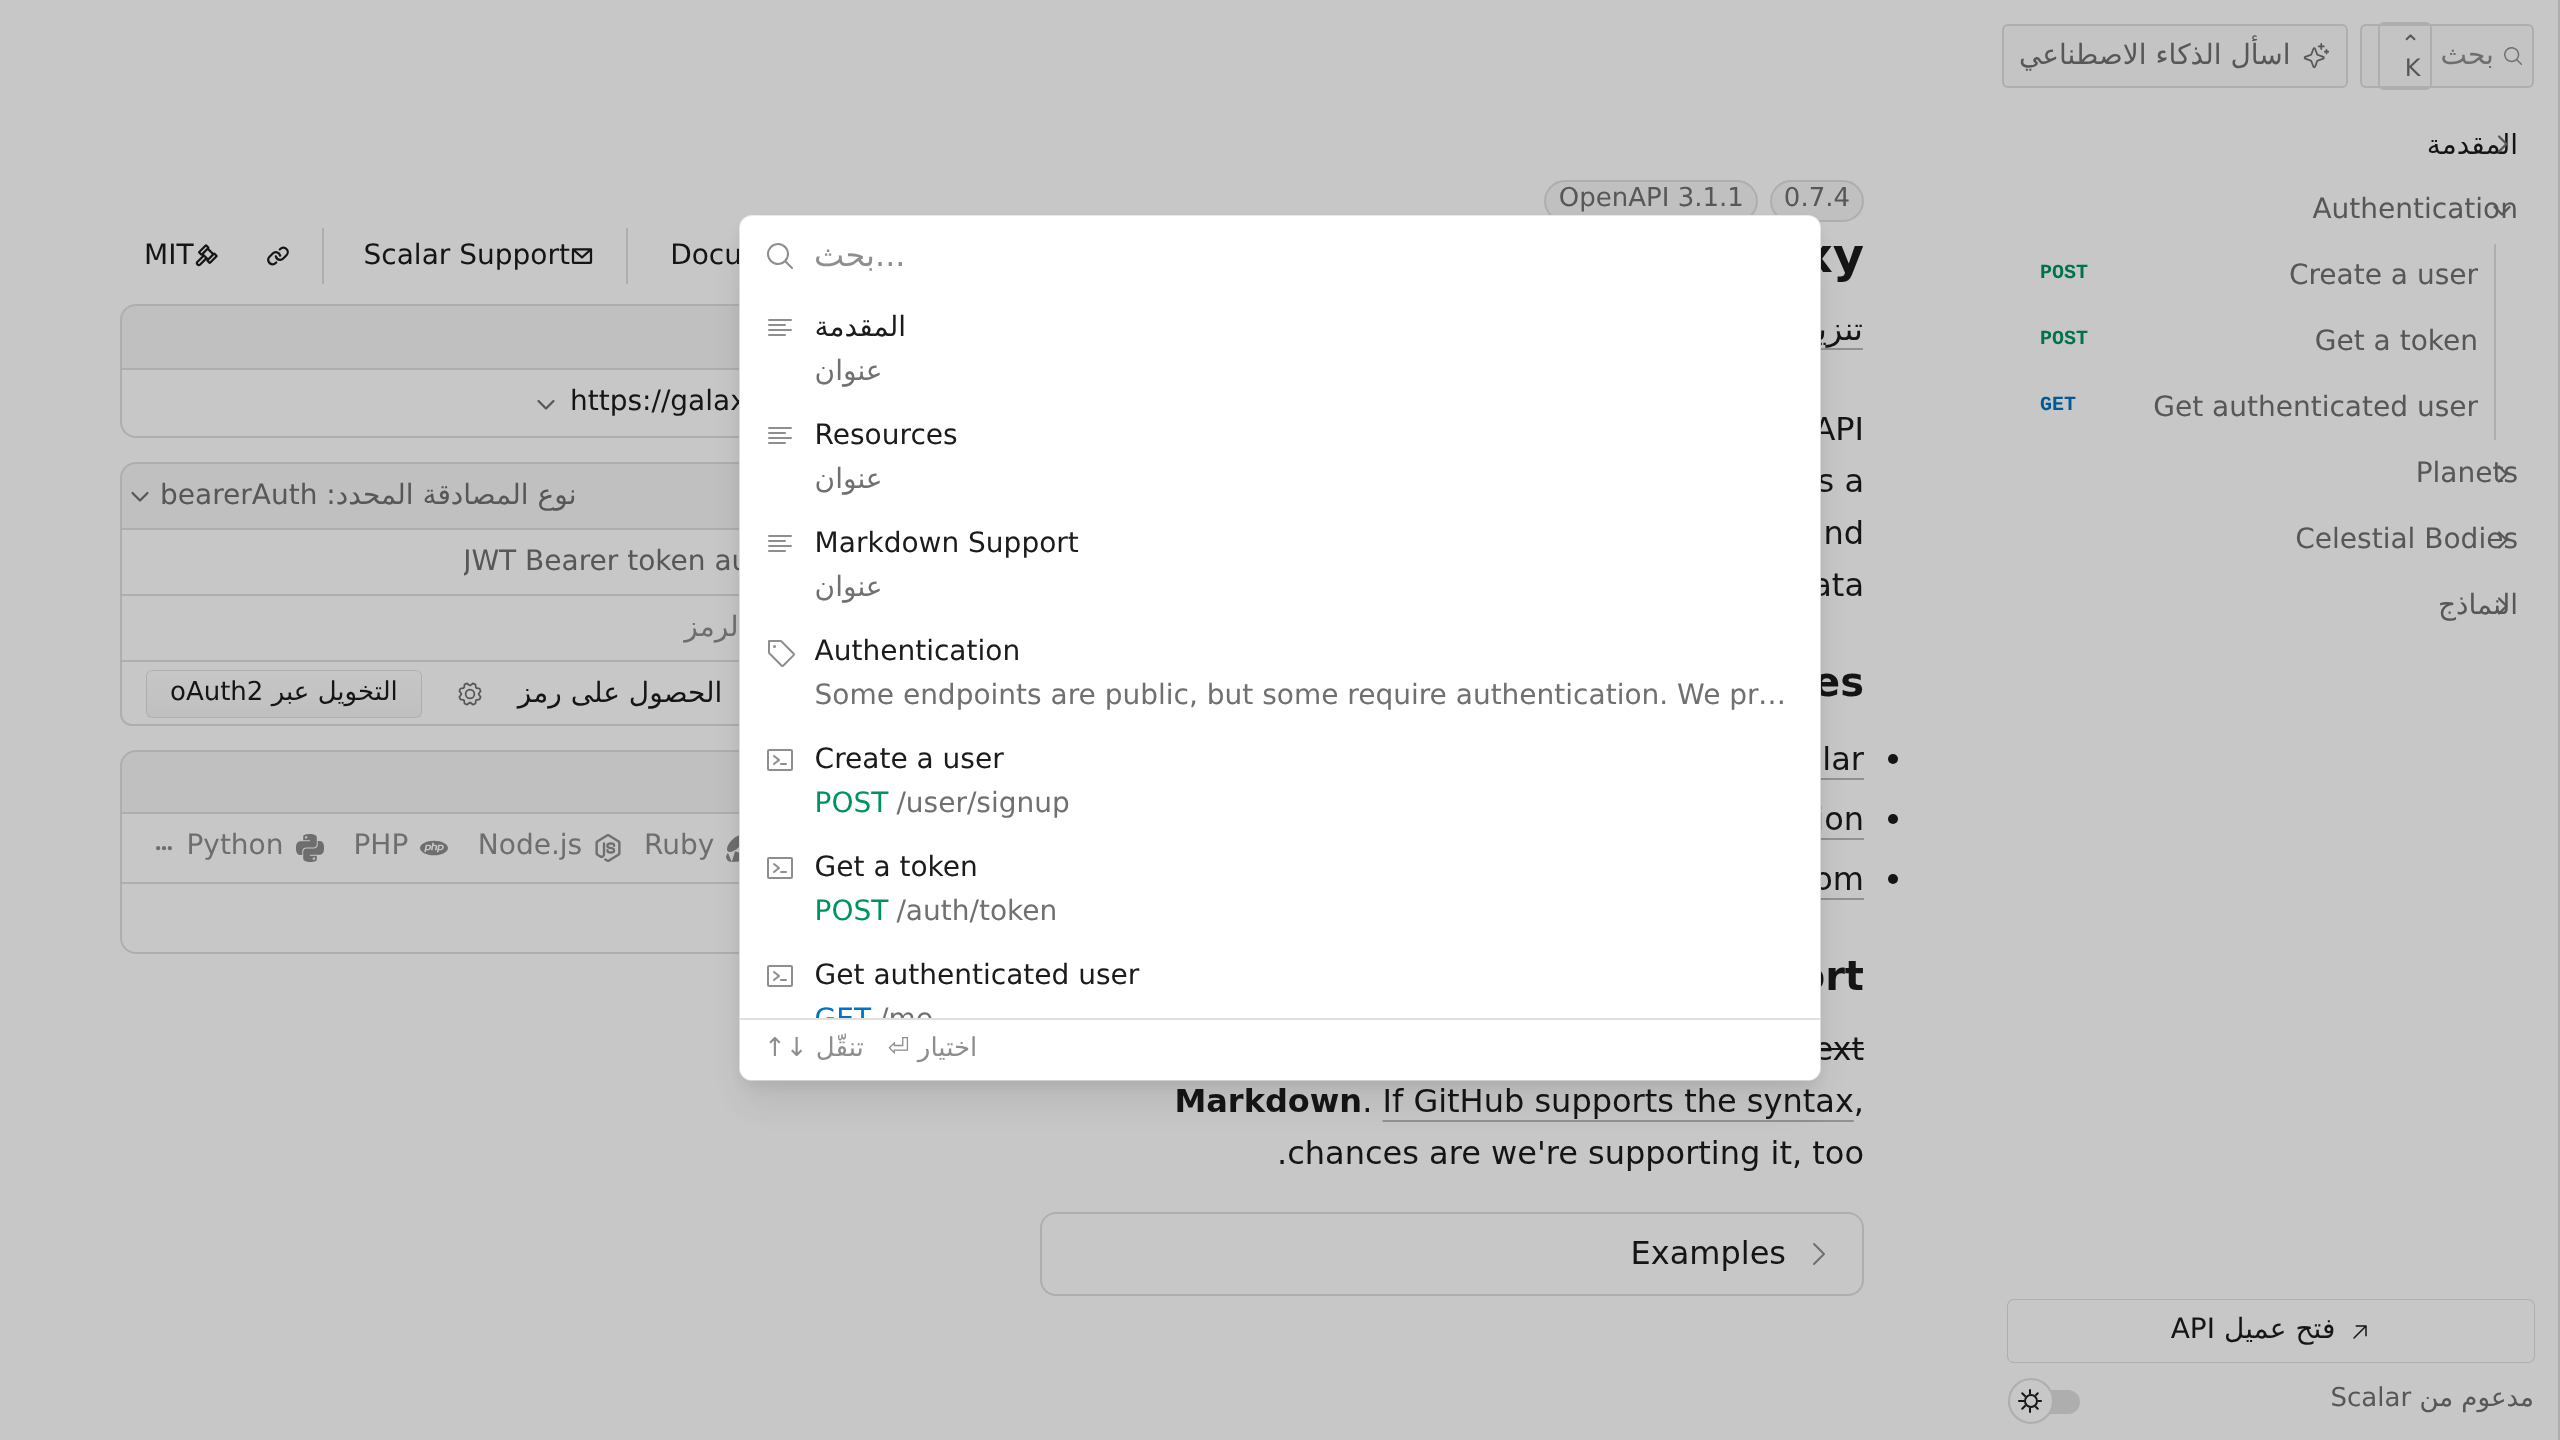 بحث
⌃
K
اسأل الذكاء الاصطناعي
المقدمة
Authentication
Create a user
POST
Get a token
POST
Get authenticated user
GET
Planets
Celestial Bodies
النماذج
فتح عميل API
مدعوم من Scalar
0.7.4
OpenAPI 3.1.1
API
s a
nd
Markdown. If GitHub supports the syntax,
chances are we're supporting it, too.
Examples
Scalar Support
MIT
نوع المصادقة المحدد: bearerAuth
JWT Bearer token
الحصول على رمز
التخويل عبر oAuth2
Ruby
Node.js
PHP
Python
بحث...
المقدمة
عنوان
Resources
عنوان
Markdown Support
عنوان
Authentication
Some endpoints are public, but some require authentication. We pr…
Create a user
POST /user/signup
Get a token
POST /auth/token
Get authenticated user
GET /me
↑↓ تنقّل ⏎ اختيار